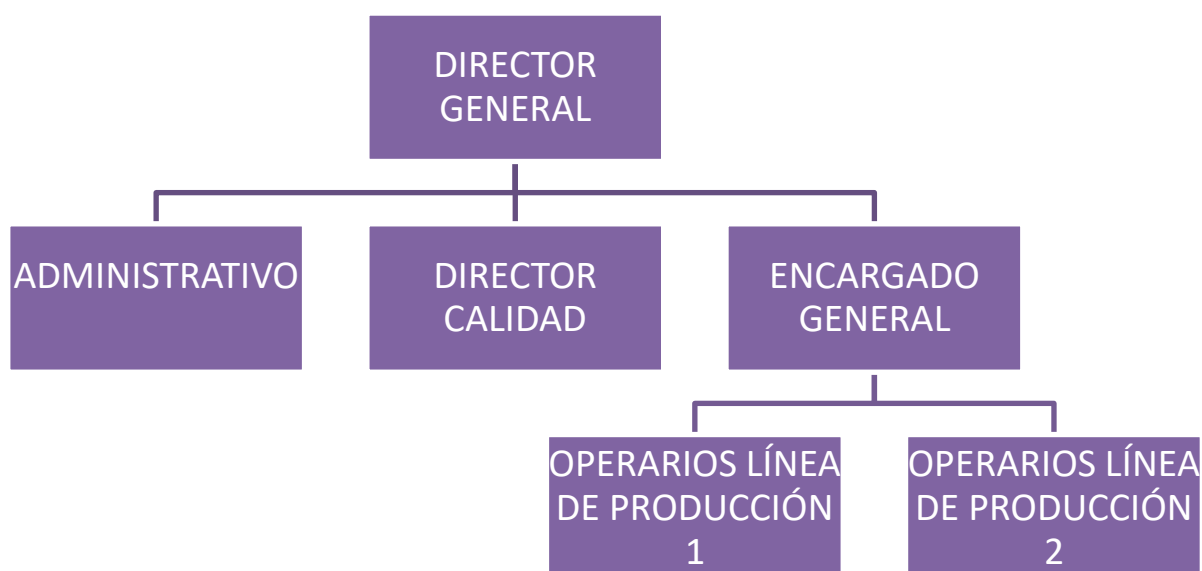 DIRECTOR
GENERAL
ADMINISTRATIVO
DIRECTOR
CALIDAD
ENCARGADO
GENERAL
OPERARIOS LÍNEA
DE PRODUCCIÓN
1
OPERARIOS LÍNEA
DE PRODUCCIÓN
2